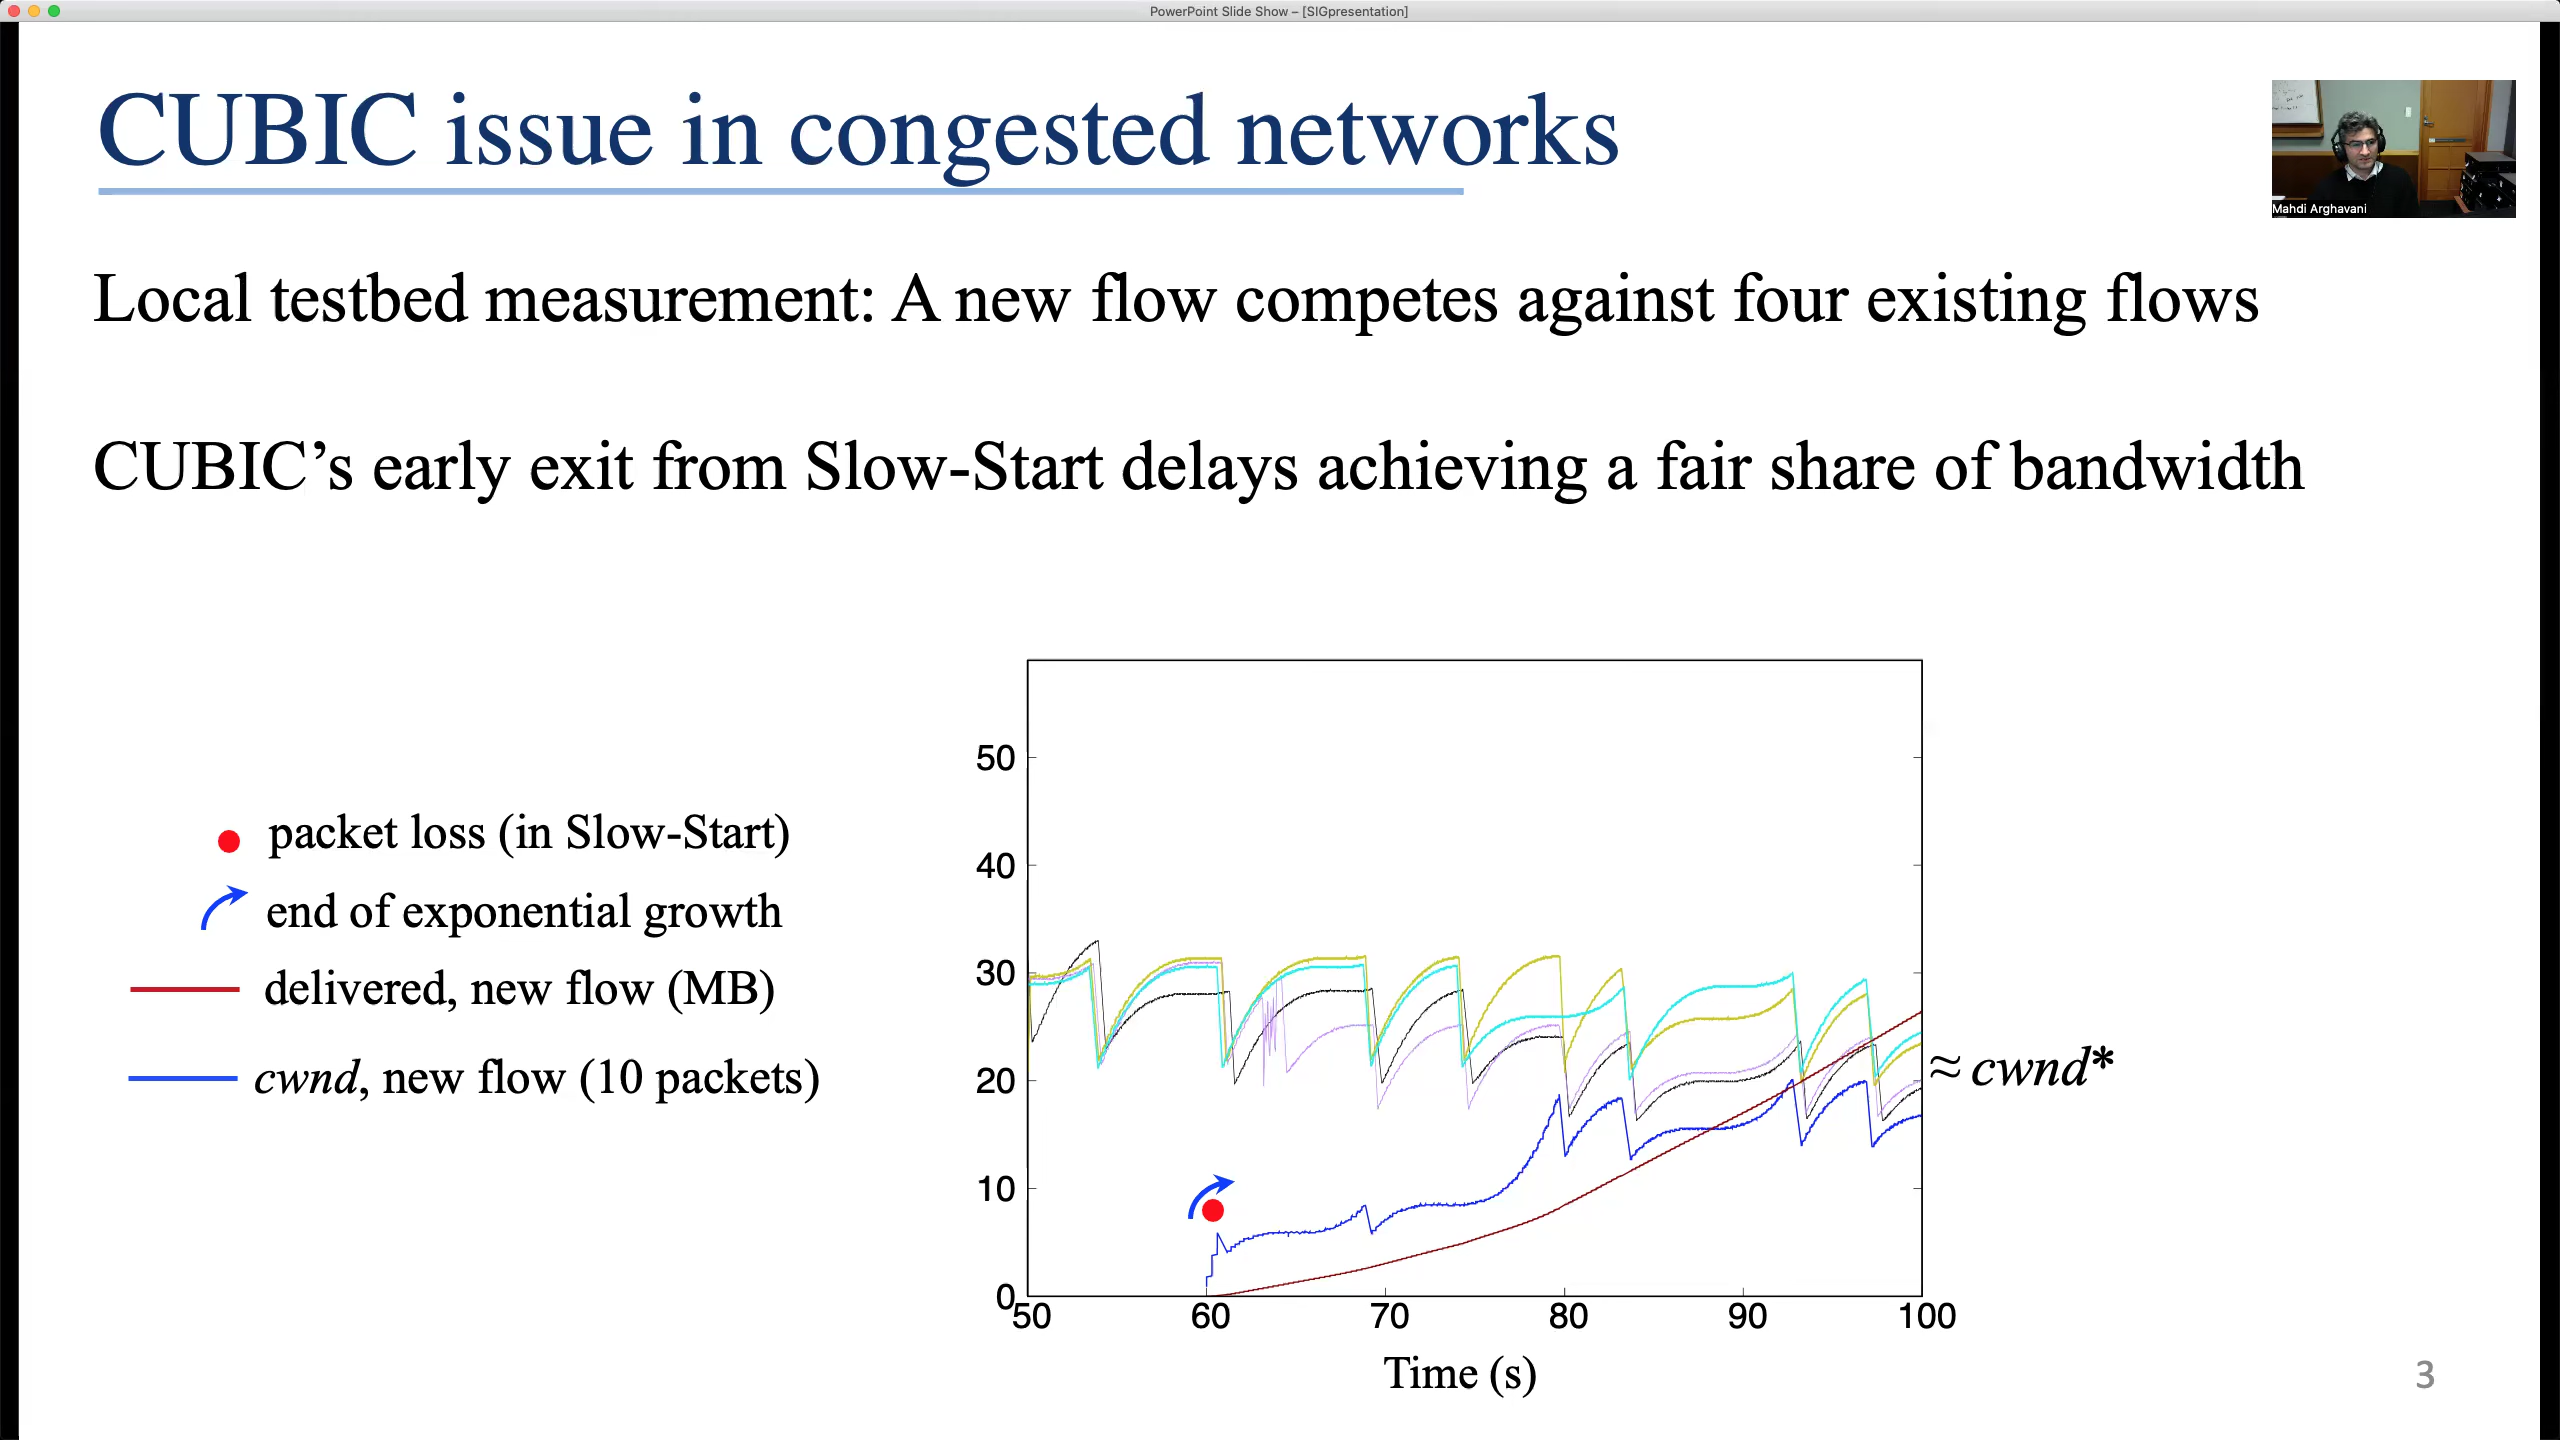 PowerPoint Slide Show – [SIGpresentation]
CUBIC issue in congested networks
Mahdi Arghavani
Local testbed measurement: A new flow competes against four existing flows
CUBIC’s early exit from Slow-Start delays achieving a fair share of bandwidth
packet loss (in Slow-Start)
end of exponential growth
delivered, new flow (MB)
cwnd, new flow (10 packets)
50
40
30
20
10
0
≈ cwnd*
50 60 70 80 90 100
Time (s)
3